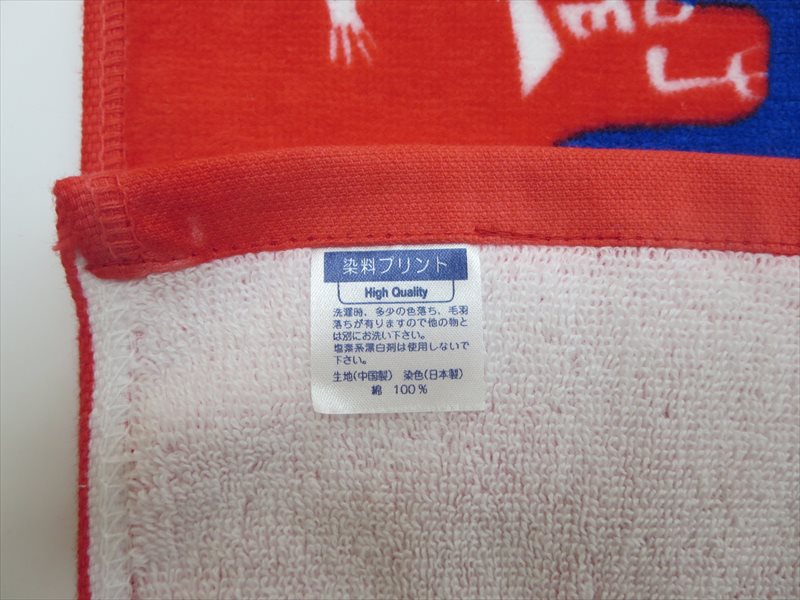 染料プリント
High Quality
洗濯時、多少の色落ち、毛羽
落ちが有りますので他の物と
は別にお洗い下さい。
塩素系漂白剤は使用しないで
下さい。
生地(中国製) 染色(日本製)
綿 100%